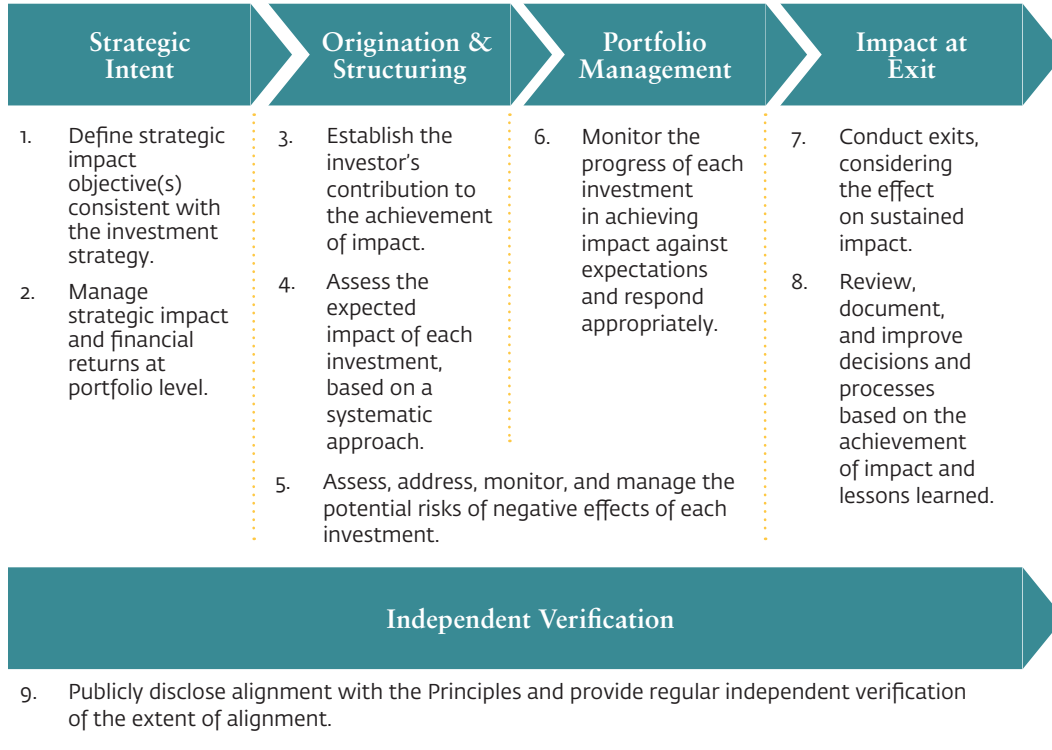 Strategic
Intent
Origination &
Structuring
Portfolio
Management
Impact at
Exit
1. Define strategic
impact
objective(s)
consistent with
the investment
strategy.
2. Manage
strategic impact
and financial
returns at
portfolio level.
3. Establish the
investor's
contribution to
the achievement
of impact.
4. Assess the
expected
impact of each
investment,
based on a
systematic
approach.
6. Monitor the
progress of each
investment
in achieving
impact against
expectations
and respond
appropriately.
5. Assess, address, monitor, and manage the
potential risks of negative effects of each
investment.
7. Conduct exits,
considering
the effect
on sustained
impact.
8. Review,
document,
and improve
decisions and
processes
based on the
achievement
of impact and
lessons learned.
Independent Verification
9. Publicly disclose alignment with the Principles and provide regular independent verification
of the extent of alignment.